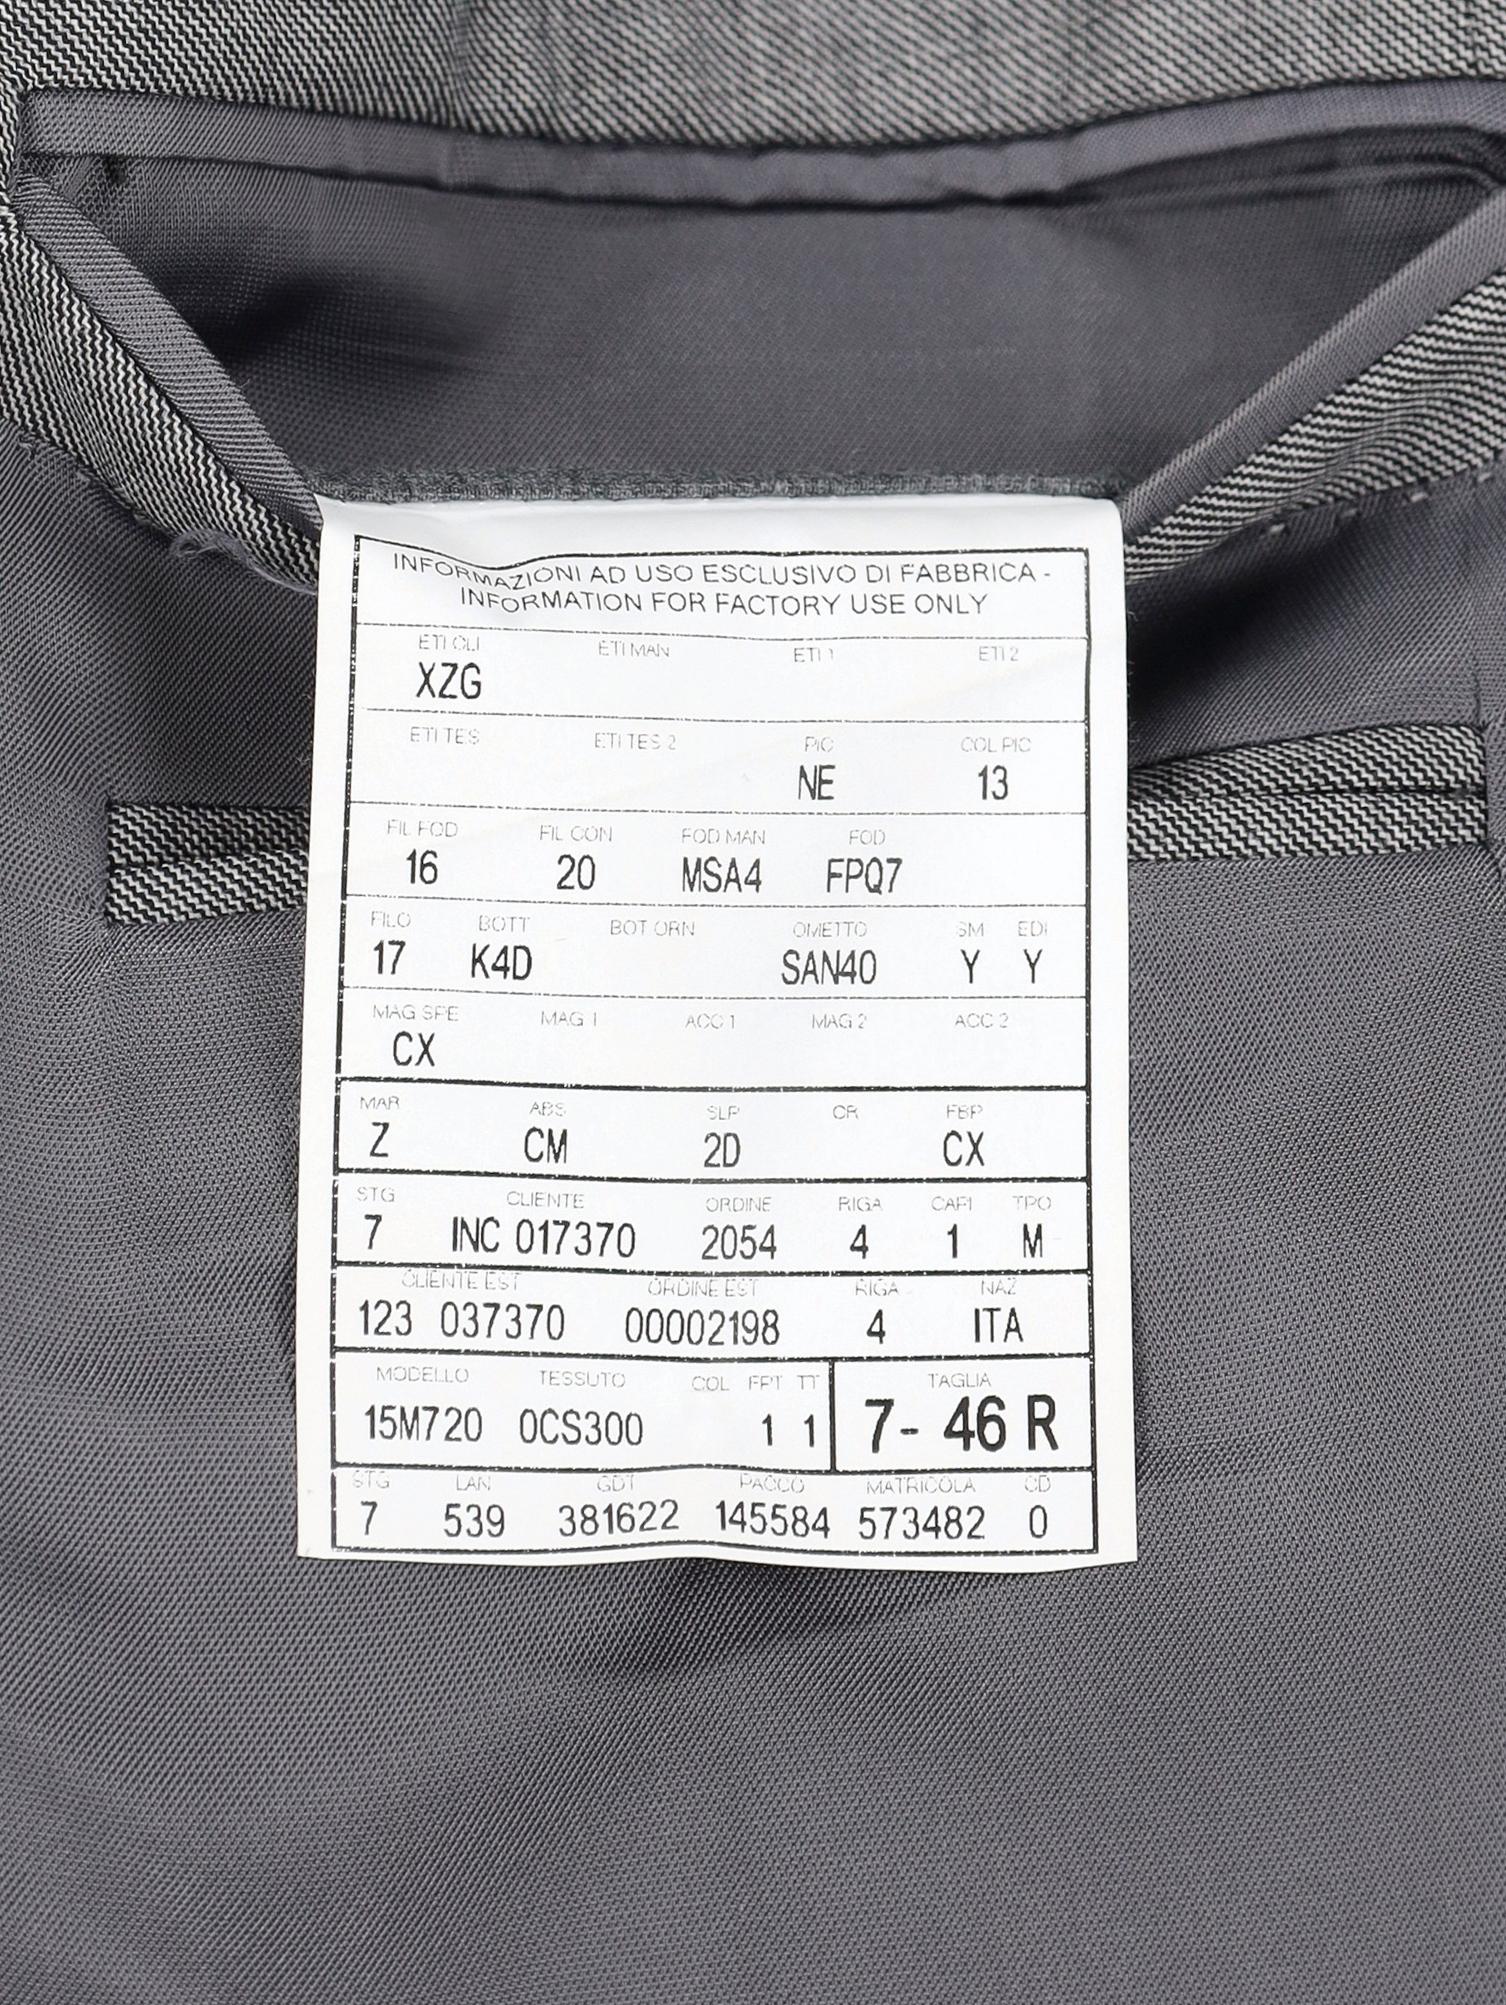 INFORMAZIONI AD USO ESCLUSIVO DI FABBRICA -
INFORMATION FOR FACTORY USE ONLY
ETI CLI ETI MAN ETI 1 ETI 2
XZG
ETI TES ETI TES 2 PIC COL PIC
NE 13
FIL FOD FIL CON FOD MAN FOD
16 20 MSA4 FPQ7
FILO BOTT BOT ORN OMETTO SM EDI
17 K4D SAN40 Y Y
MAG SPE MAG 1 ACC 1 MAG 2 ACC 2
CX
MAR ABS SLP CR FBP
Z CM 2D CX
STG CLIENTE ORDINE RIGA CAPI TPO
7 INC 017370 2054 4 1 M
CLIENTE EST ORDINE EST RIGA NAZ
123 037370 00002198 4 ITA
MODELLO TESSUTO COL FPT TT TAGLIA
15M720 0CS300 1 1 7- 46 R
STG LAN GDT PACCO MATRICOLA CD
7 539 381622 145584 573482 0